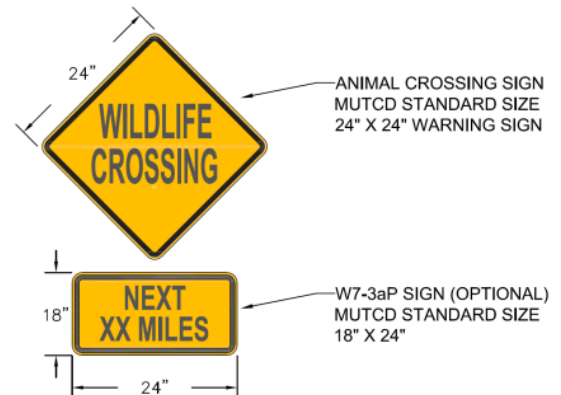 24"
WILDLIFE
CROSSING
ANIMAL CROSSING SIGN
MUTCD STANDARD SIZE
24" X 24" WARNING SIGN
NEXT
XX MILES
18"
24"
W7-3aP SIGN (OPTIONAL)
MUTCD STANDARD SIZE
18" X 24"